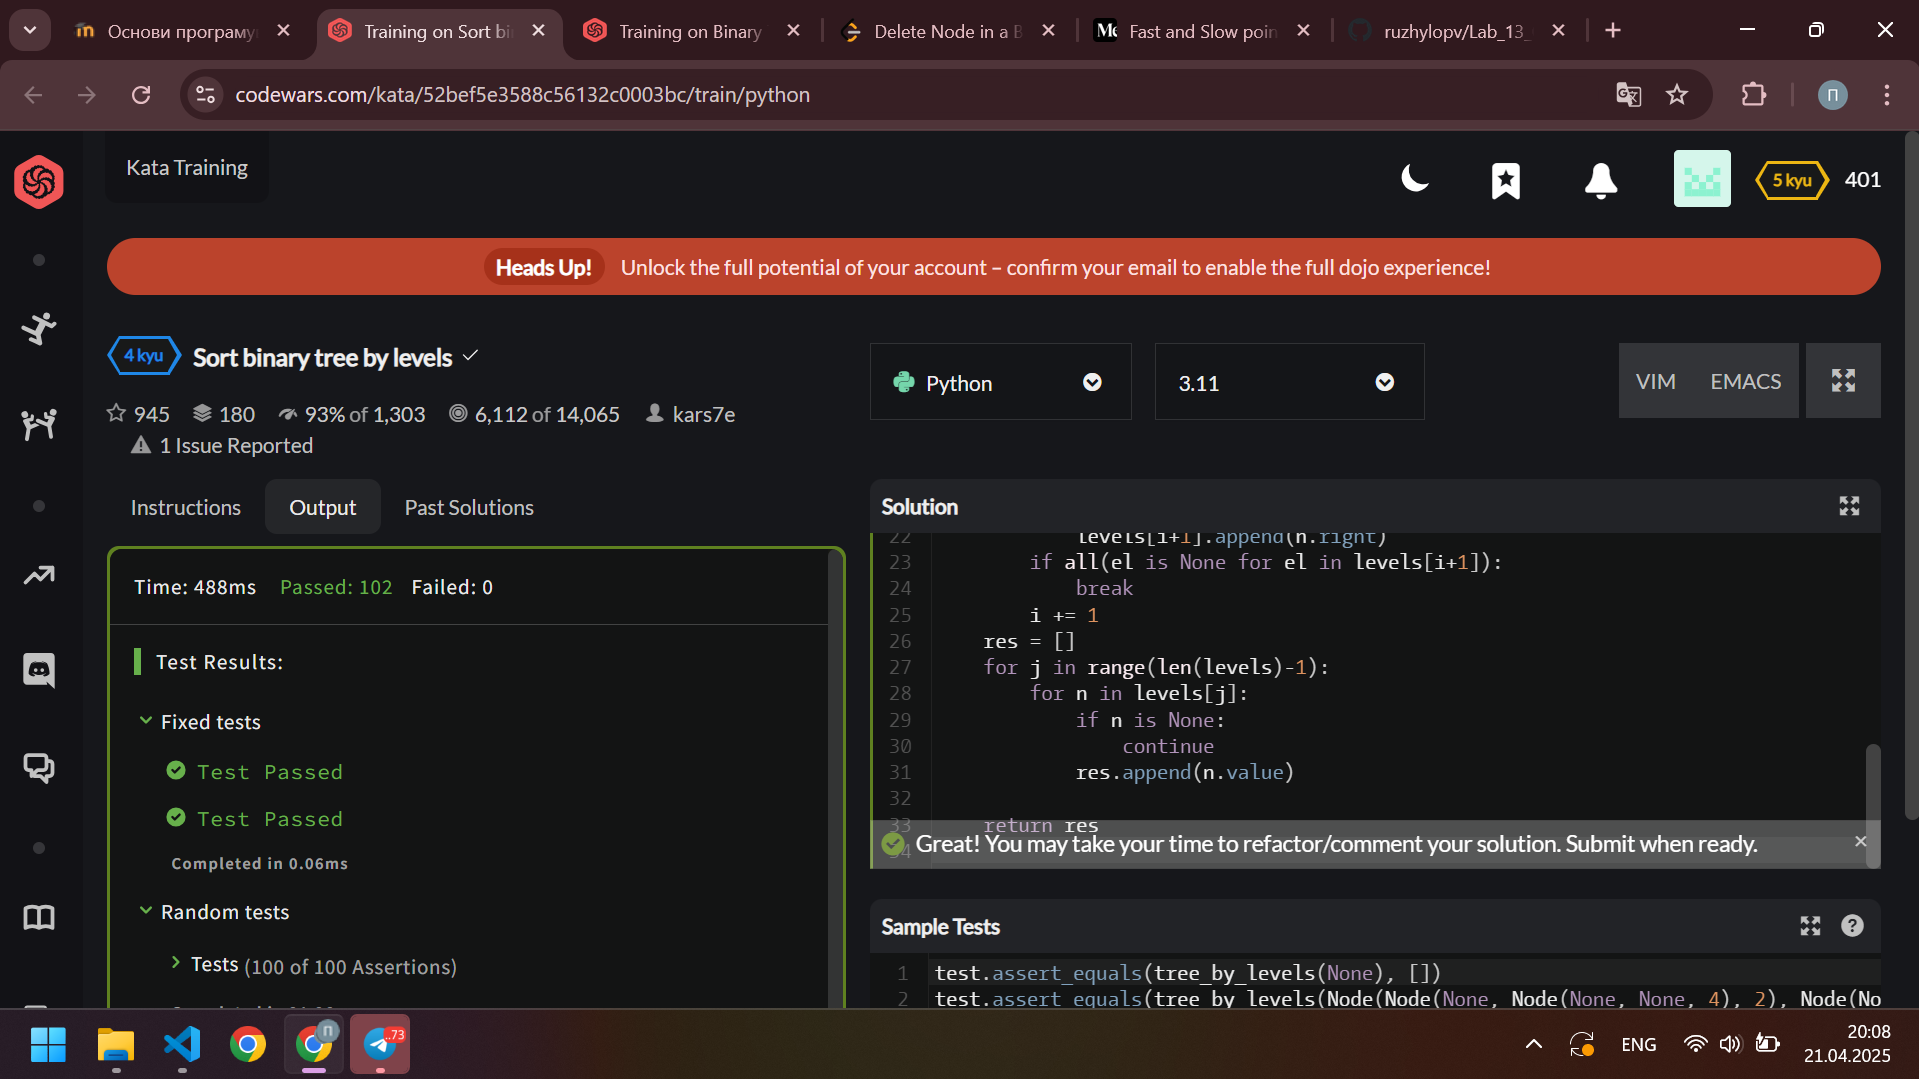 Основи програму
Training on Sort bi
Training on Binary
Delete Node in a B
Fast and Slow poin
ruzhylopv/Lab_13_
codewars.com/kata/52bef5e3588c56132c0003bc/train/python
П
Kata Training
5 kyu
401
Heads Up!
Unlock the full potential of your account – confirm your email to enable the full dojo experience!
4 kyu
Sort binary tree by levels
945
180
93% of 1,303
6,112 of 14,065
kars7e
1 Issue Reported
Python
3.11
VIM
EMACS
Instructions
Output
Past Solutions
Time: 488ms
Passed: 102
Failed: 0
Test Results:
Fixed tests
Test Passed
Test Passed
Completed in 0.06ms
Random tests
Tests (100 of 100 Assertions)
Solution
22 levels[i+1].append(n.right)
23 if all(el is None for el in levels[i+1]):
24 break
25 i += 1
26 res = []
27 for j in range(len(levels)-1):
28 for n in levels[j]:
29 if n is None:
30 continue
31 res.append(n.value)
32
33 return res
34
Great! You may take your time to refactor/comment your solution. Submit when ready.
Sample Tests
1 test.assert_equals(tree_by_levels(None), [])
2 test.assert_equals(tree_by_levels(Node(Node(None, Node(None, None, 4), 2), Node(No
П
..73
ENG
20:08
21.04.2025